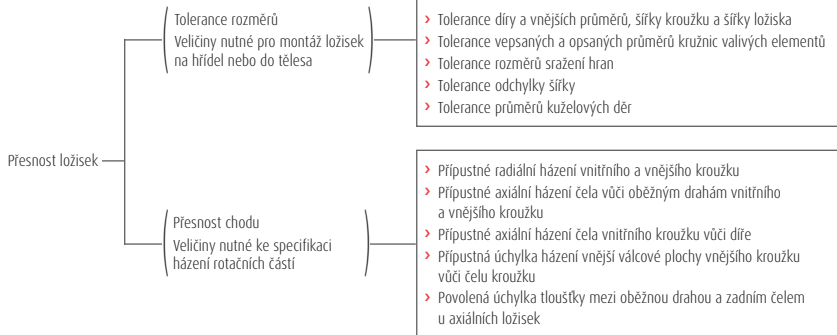 Přesnost ložisek
Tolerance rozměrů
Veličiny nutné pro montáž ložisek
na hřídel nebo do tělesa
› Tolerance díry a vnějších průměrů, šířky kroužku a šířky ložiska
› Tolerance vepsaných a opsaných průměrů kružnic valivých elementů
› Tolerance rozměrů sražení hran
› Tolerance odchylky šířky
› Tolerance průměrů kuželových děr
Přesnost chodu
Veličiny nutné ke specifikaci
házení rotačních částí
› Přípustné radiální házení vnitřního a vnějšího kroužku
› Přípustné axiální házení čela vůči oběžným drahám vnitřního
a vnějšího kroužku
› Přípustné axiální házení čela vnitřního kroužku vůči díře
› Přípustná úchylka házení vnější válcové plochy vnějšího kroužku
vůči čelu kroužku
› Povolená úchylka tloušťky mezi oběžnou drahou a zadním čelem
u axiálních ložisek